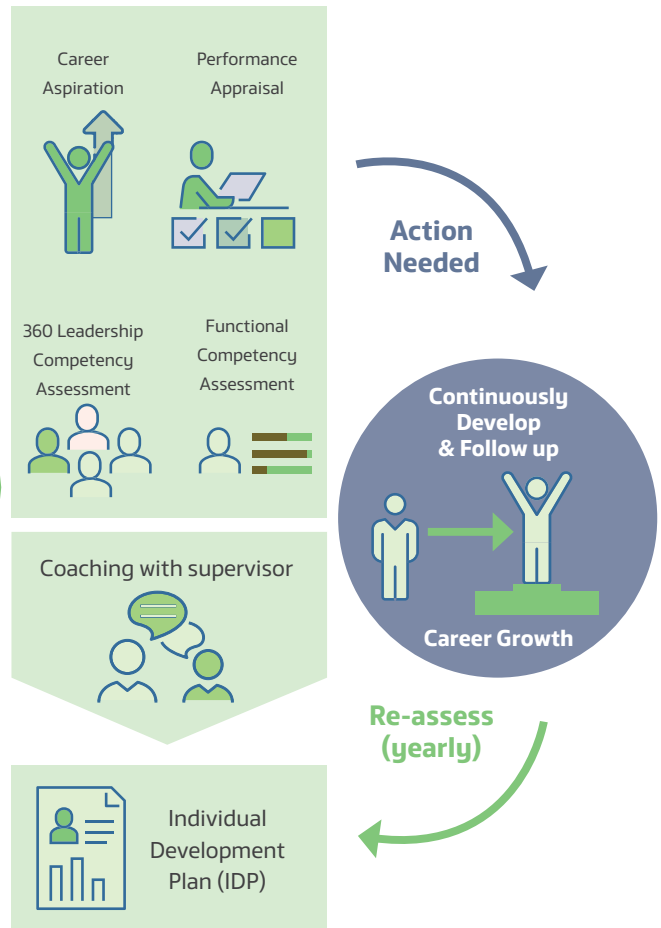 Career
Aspiration
Performance
Appraisal
360 Leadership
Competency
Assessment
Functional
Competency
Assessment
Coaching with supervisor
Individual
Development
Plan (IDP)
Action
Needed
Continuously
Develop
& Follow up
Career Growth
Re-assess
(yearly)